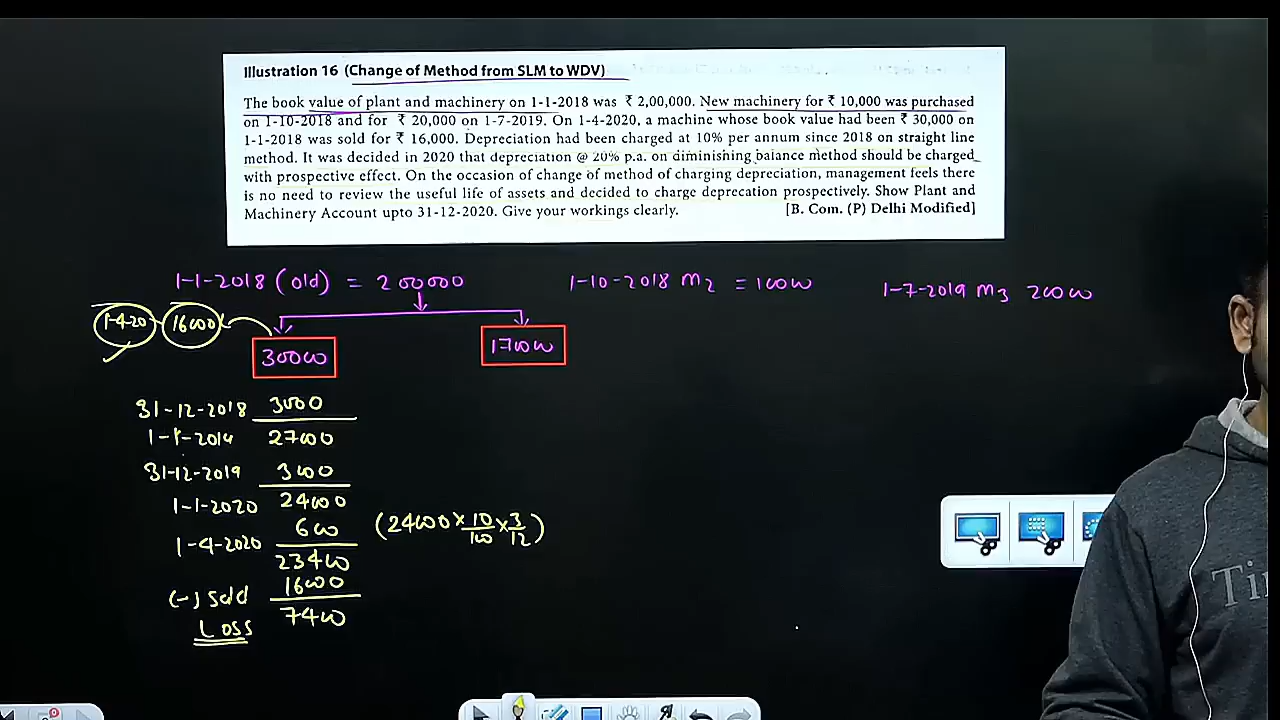 Illustration 16 (Change of Method from SLM to WDV)
The book value of plant and machinery on 1-1-2018 was ₹ 2,00,000. New machinery for ₹ 10,000 was purchased
on 1-10-2018 and for ₹ 20,000 on 1-7-2019. On 1-4-2020, a machine whose book value had been ₹ 30,000 on
1-1-2018 was sold for ₹ 16,000. Depreciation had been charged at 10% per annum since 2018 on straight line
method. It was decided in 2020 that depreciation @ 20% p.a. on diminishing balance method should be charged
with prospective effect. On the occasion of change of method of charging depreciation, management feels there
is no need to review the useful life of assets and decided to charge deprecation prospectively. Show Plant and
Machinery Account upto 31-12-2020. Give your workings clearly. [B. Com. (P) Delhi Modified]
1-1-2018 (old) = 200000
1-10-2018 M2 = 10000
1-7-2019 M3 20000
1-4-20 16000
30000
170000
31-12-2018 3000
27000
31-12-2019 3000
1-1-2020 24000
1-4-2020 600 (24000 × 10/100 × 3/12)
23400
(-) Sold 16000
Loss 7400
Tim